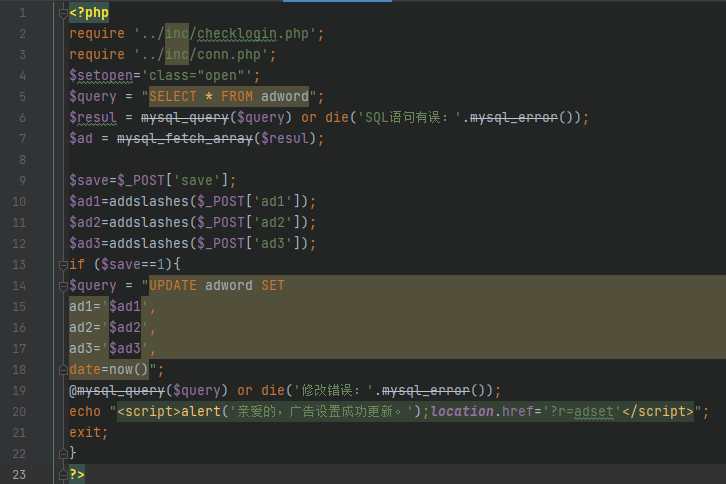 1 <?php
2 require '../inc/checklogin.php';
3 require '../inc/conn.php';
4 $setopen='class="open"';
5 $query = "SELECT * FROM adword";
6 $resul = mysql_query($query) or die('SQL语句有误：'.mysql_error());
7 $ad = mysql_fetch_array($resul);
8
9 $save=$_POST['save'];
10 $ad1=addslashes($_POST['ad1']);
11 $ad2=addslashes($_POST['ad2']);
12 $ad3=addslashes($_POST['ad3']);
13 if ($save==1){
14 $query = "UPDATE adword SET
15 ad1='$ad1',
16 ad2='$ad2',
17 ad3='$ad3',
18 date=now()";
19 @mysql_query($query) or die('修改错误：'.mysql_error());
20 echo "<script>alert('亲爱的，广告设置成功更新。');location.href='?r=adset'</script>";
21 exit;
22 }
23 ?>